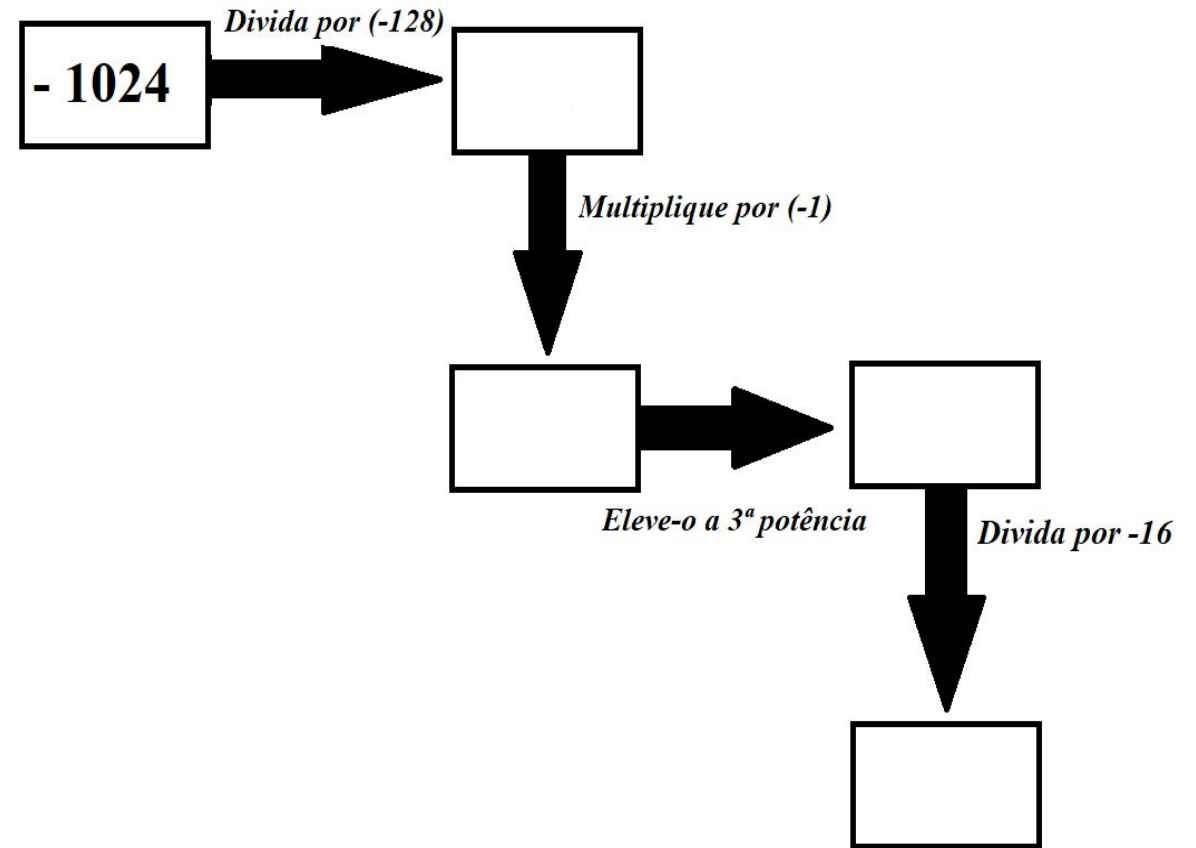 Divida por (-128)
- 1024
Multiplique por (-1)
Eleve-o a 3ª potência
Divida por -16